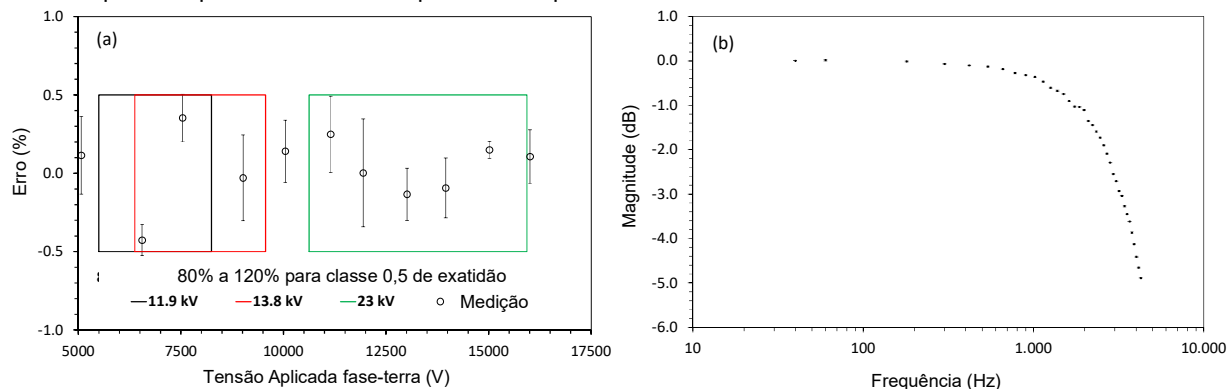 (a)
1.0
0.5
0.0
-0.5
-1.0
Erro (%)
80% a 120% para classe 0,5 de exatidão
11.9 kV 13.8 kV 23 kV Medição
5000 7500 10000 12500 15000 17500
Tensão Aplicada fase-terra (V)
(b)
1.0
0.0
-1.0
-2.0
-3.0
-4.0
-5.0
-6.0
Magnitude (dB)
10 100 1.000 10.000
Frequência (Hz)